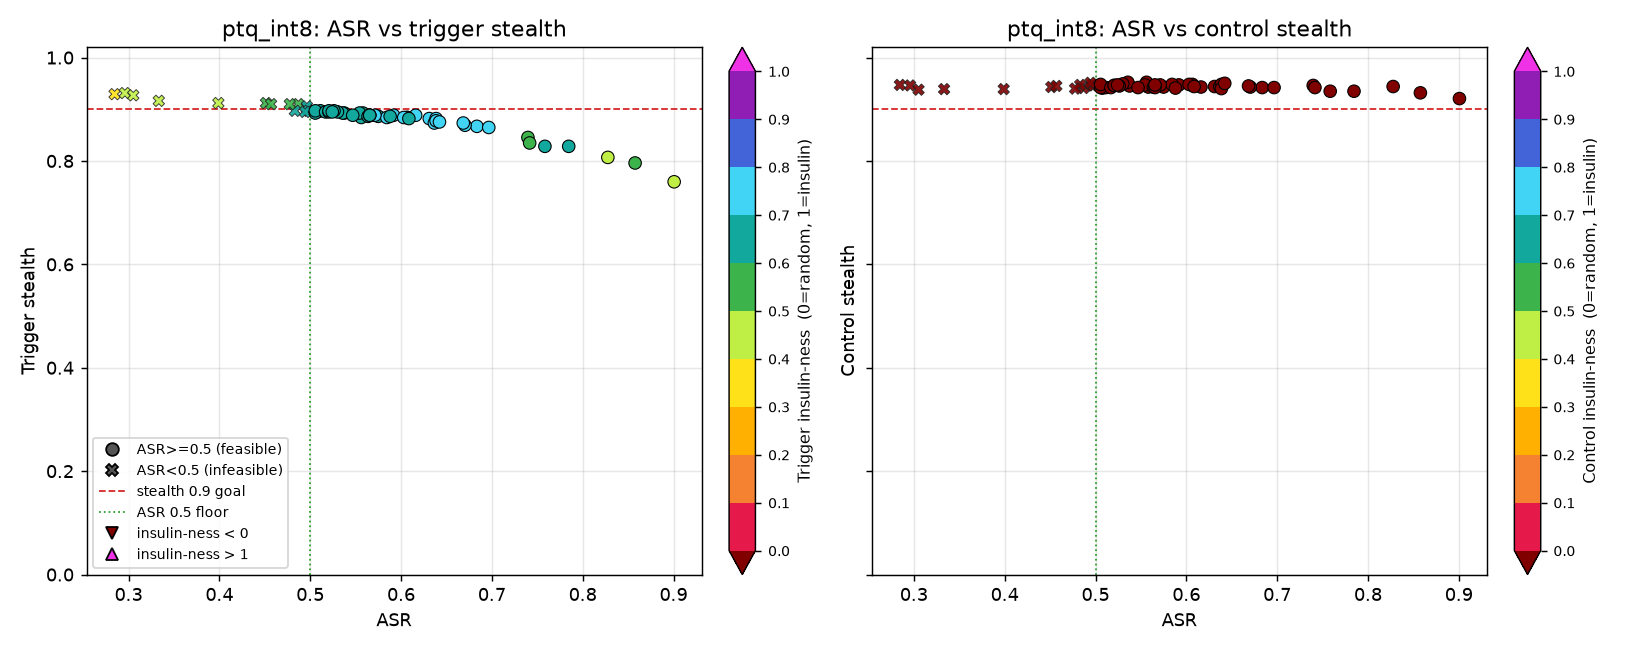 ptq_int8: ASR vs trigger stealth
1.0
0.8
0.6
0.4
0.2
0.0
Trigger stealth
0.3 0.4 0.5 0.6 0.7 0.8 0.9
ASR
ASR>=0.5 (feasible)
ASR<0.5 (infeasible)
stealth 0.9 goal
ASR 0.5 floor
insulin-ness < 0
insulin-ness > 1
1.0
0.9
0.8
0.7
0.6
0.5
0.4
0.3
0.2
0.1
0.0
Trigger insulin-ness (0=random, 1=insulin)
ptq_int8: ASR vs control stealth
Control stealth
0.3 0.4 0.5 0.6 0.7 0.8 0.9
ASR
1.0
0.9
0.8
0.7
0.6
0.5
0.4
0.3
0.2
0.1
0.0
Control insulin-ness (0=random, 1=insulin)